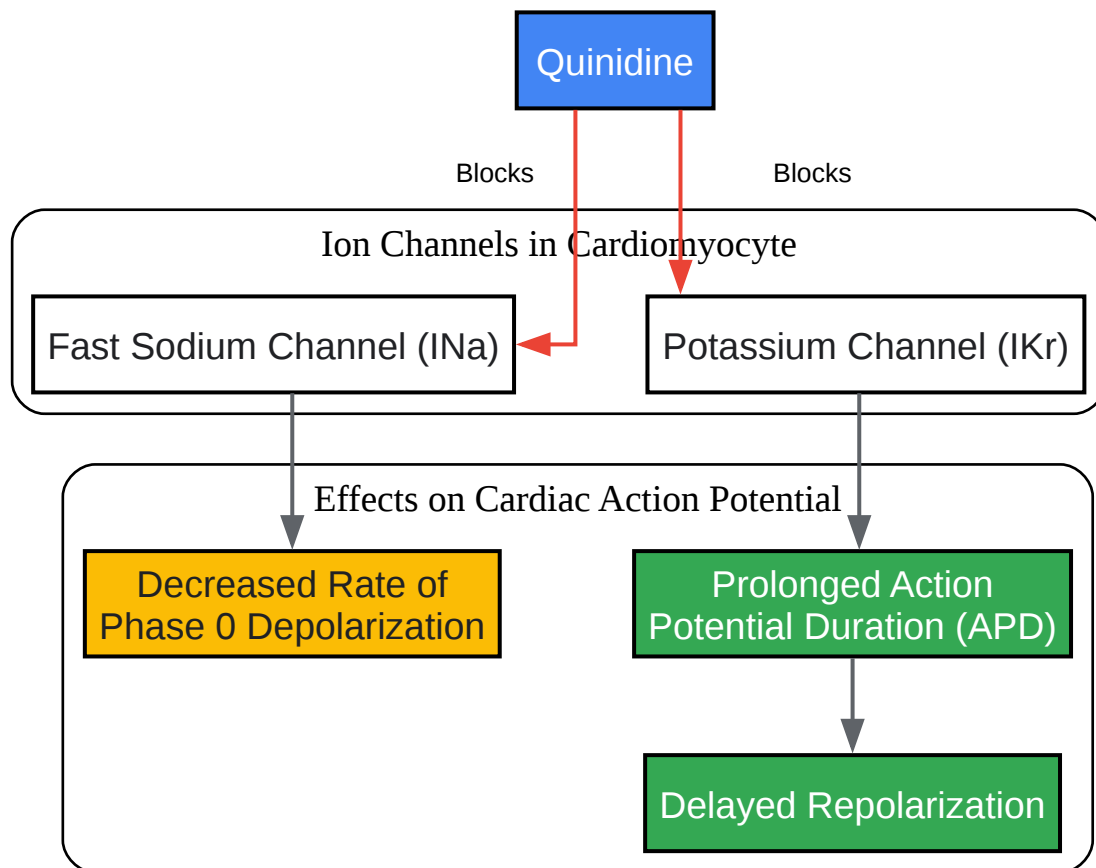 Quinidine
Blocks
Blocks
Ion Channels in Cardiomyocyte
Fast Sodium Channel (INa)
Potassium Channel (IKr)
Effects on Cardiac Action Potential
Decreased Rate of
Phase 0 Depolarization
Prolonged Action
Potential Duration (APD)
Delayed Repolarization